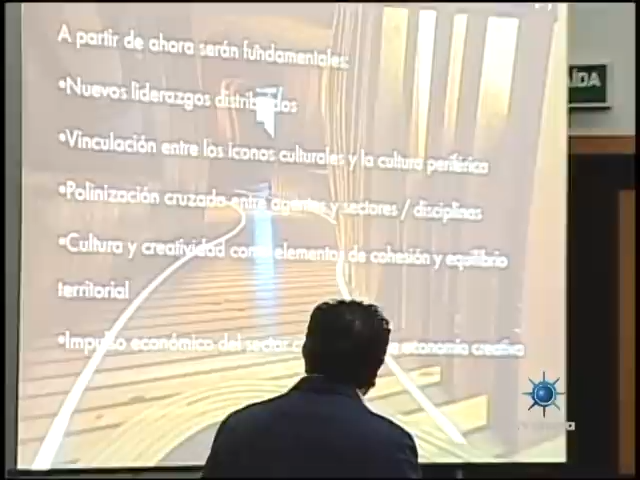 A partir de ahora serán fundamentales:
•Nuevos liderazgos distribuidos
•Vinculación entre los iconos culturales y la cultura periférica
•Polinización cruzada entre agentes y sectores / disciplinas
•Cultura y creatividad como elementos de cohesión y equilibrio
territorial
•Impulso económico del sector economía creativa